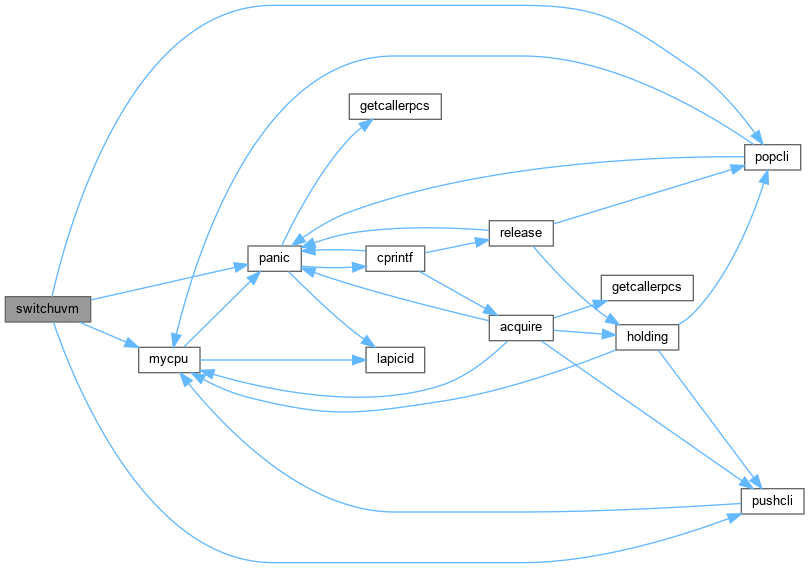 switchuvm
mycpu
panic
getcallerpcs
cprintf
lapicid
release
acquire
getcallerpcs
holding
popcli
pushcli